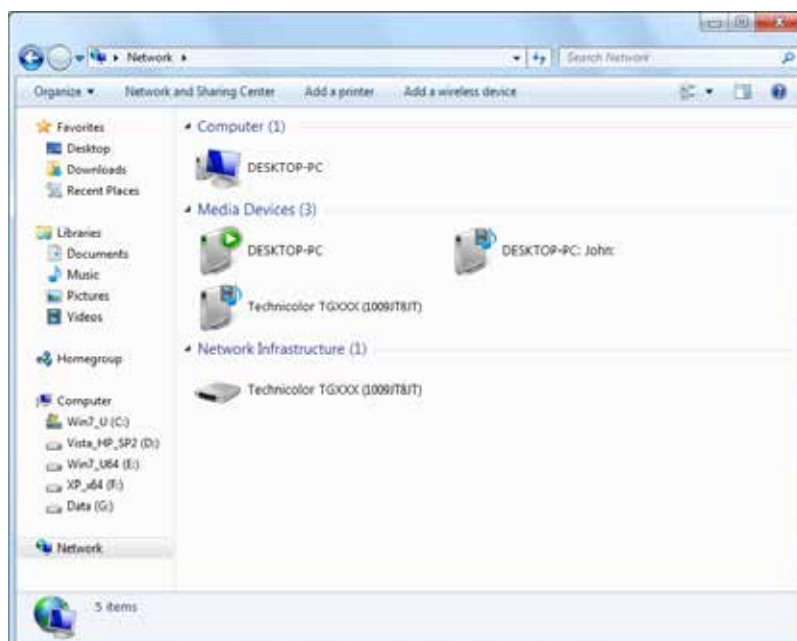 Network
Search Network
Organize Network and Sharing Center Add a printer Add a wireless device
Favorites
Desktop
Downloads
Recent Places
Libraries
Documents
Music
Pictures
Videos
Homegroup
Computer
Win7_U (C:)
Vista_HP_SP2 (D:)
Win7_U64 (E:)
XP_x64 (F:)
Data (G:)
Network
Computer (1)
DESKTOP-PC
Media Devices (3)
DESKTOP-PC DESKTOP-PC: John:
Technicolor TGXXX (1009JT8JT)
Network Infrastructure (1)
Technicolor TGXXX (1009JT8JT)
5 items